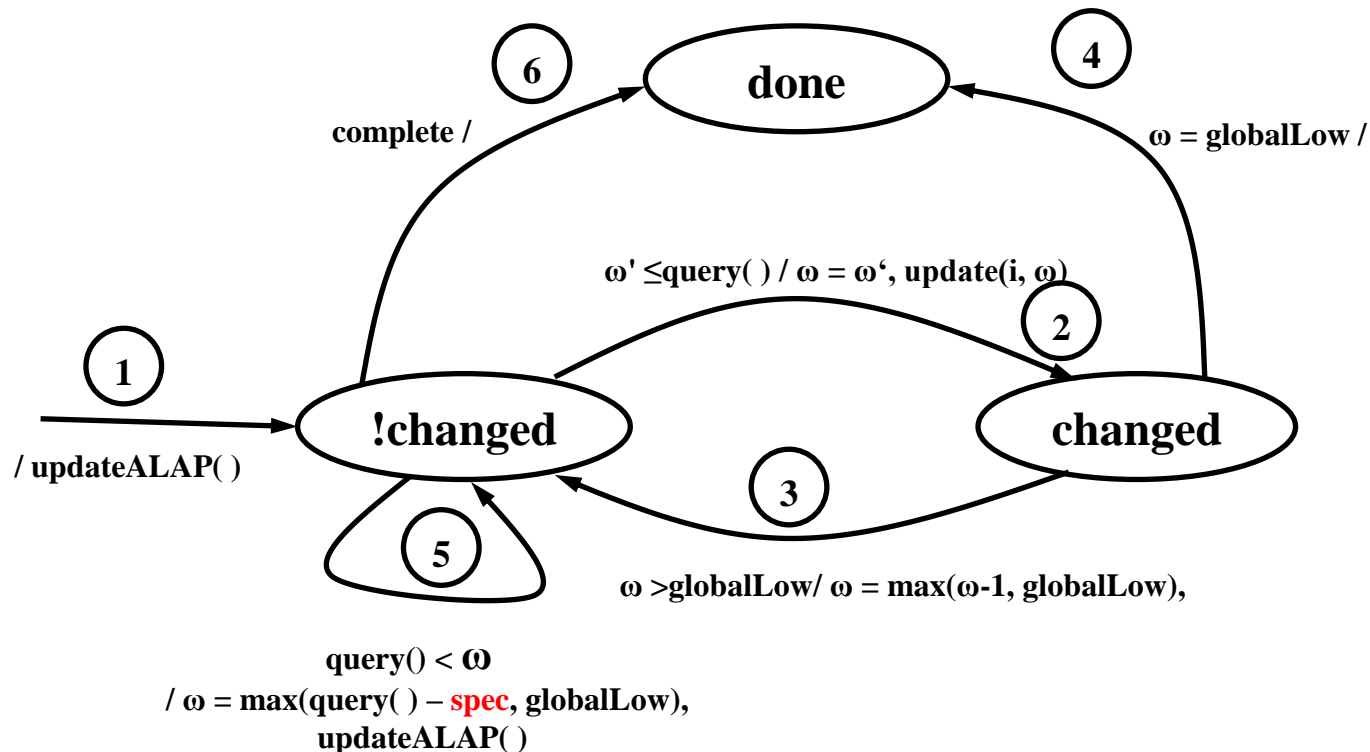 6
4
done
complete /
ω = globalLow /
ω' ≤query( ) / ω = ω‘, update(i, ω)
2
1
!changed
changed
/ updateALAP( )
3
5
ω >globalLow/ ω = max(ω-1, globalLow),
query() < ω
/ ω = max(query( ) – spec, globalLow),
updateALAP( )